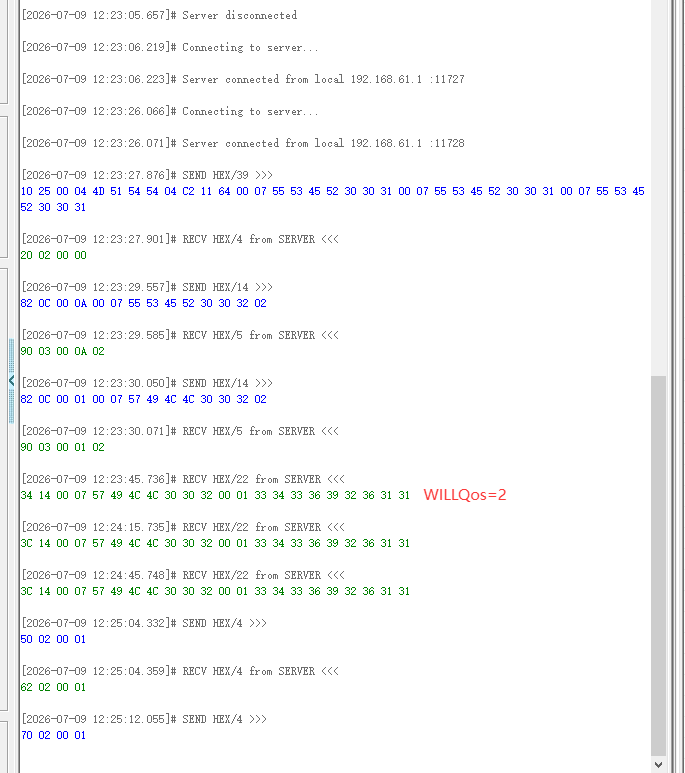 [2026-07-09 12:23:05.657]# Server disconnected
[2026-07-09 12:23:06.219]# Connecting to server...
[2026-07-09 12:23:06.223]# Server connected from local 192.168.61.1 :11727
[2026-07-09 12:23:26.066]# Connecting to server...
[2026-07-09 12:23:26.071]# Server connected from local 192.168.61.1 :11728
[2026-07-09 12:23:27.876]# SEND HEX/39 >>>
10 25 00 04 4D 51 54 54 04 C2 11 64 00 07 55 53 45 52 30 30 31 00 07 55 53 45 52 30 30 31 00 07 55 53 45
52 30 30 31
[2026-07-09 12:23:27.901]# RECV HEX/4 from SERVER <<<
20 02 00 00
[2026-07-09 12:23:29.557]# SEND HEX/14 >>>
82 0C 00 0A 00 07 55 53 45 52 30 30 32 02
[2026-07-09 12:23:29.585]# RECV HEX/5 from SERVER <<<
90 03 00 0A 02
[2026-07-09 12:23:30.050]# SEND HEX/14 >>>
82 0C 00 01 00 07 57 49 4C 4C 30 30 32 02
[2026-07-09 12:23:30.071]# RECV HEX/5 from SERVER <<<
90 03 00 01 02
[2026-07-09 12:23:45.736]# RECV HEX/22 from SERVER <<<
34 14 00 07 57 49 4C 4C 30 30 32 00 01 33 34 33 36 39 32 36 31 31 WILLQos=2
[2026-07-09 12:24:15.735]# RECV HEX/22 from SERVER <<<
3C 14 00 07 57 49 4C 4C 30 30 32 00 01 33 34 33 36 39 32 36 31 31
[2026-07-09 12:24:45.748]# RECV HEX/22 from SERVER <<<
3C 14 00 07 57 49 4C 4C 30 30 32 00 01 33 34 33 36 39 32 36 31 31
[2026-07-09 12:25:04.332]# SEND HEX/4 >>>
50 02 00 01
[2026-07-09 12:25:04.359]# RECV HEX/4 from SERVER <<<
62 02 00 01
[2026-07-09 12:25:12.055]# SEND HEX/4 >>>
70 02 00 01